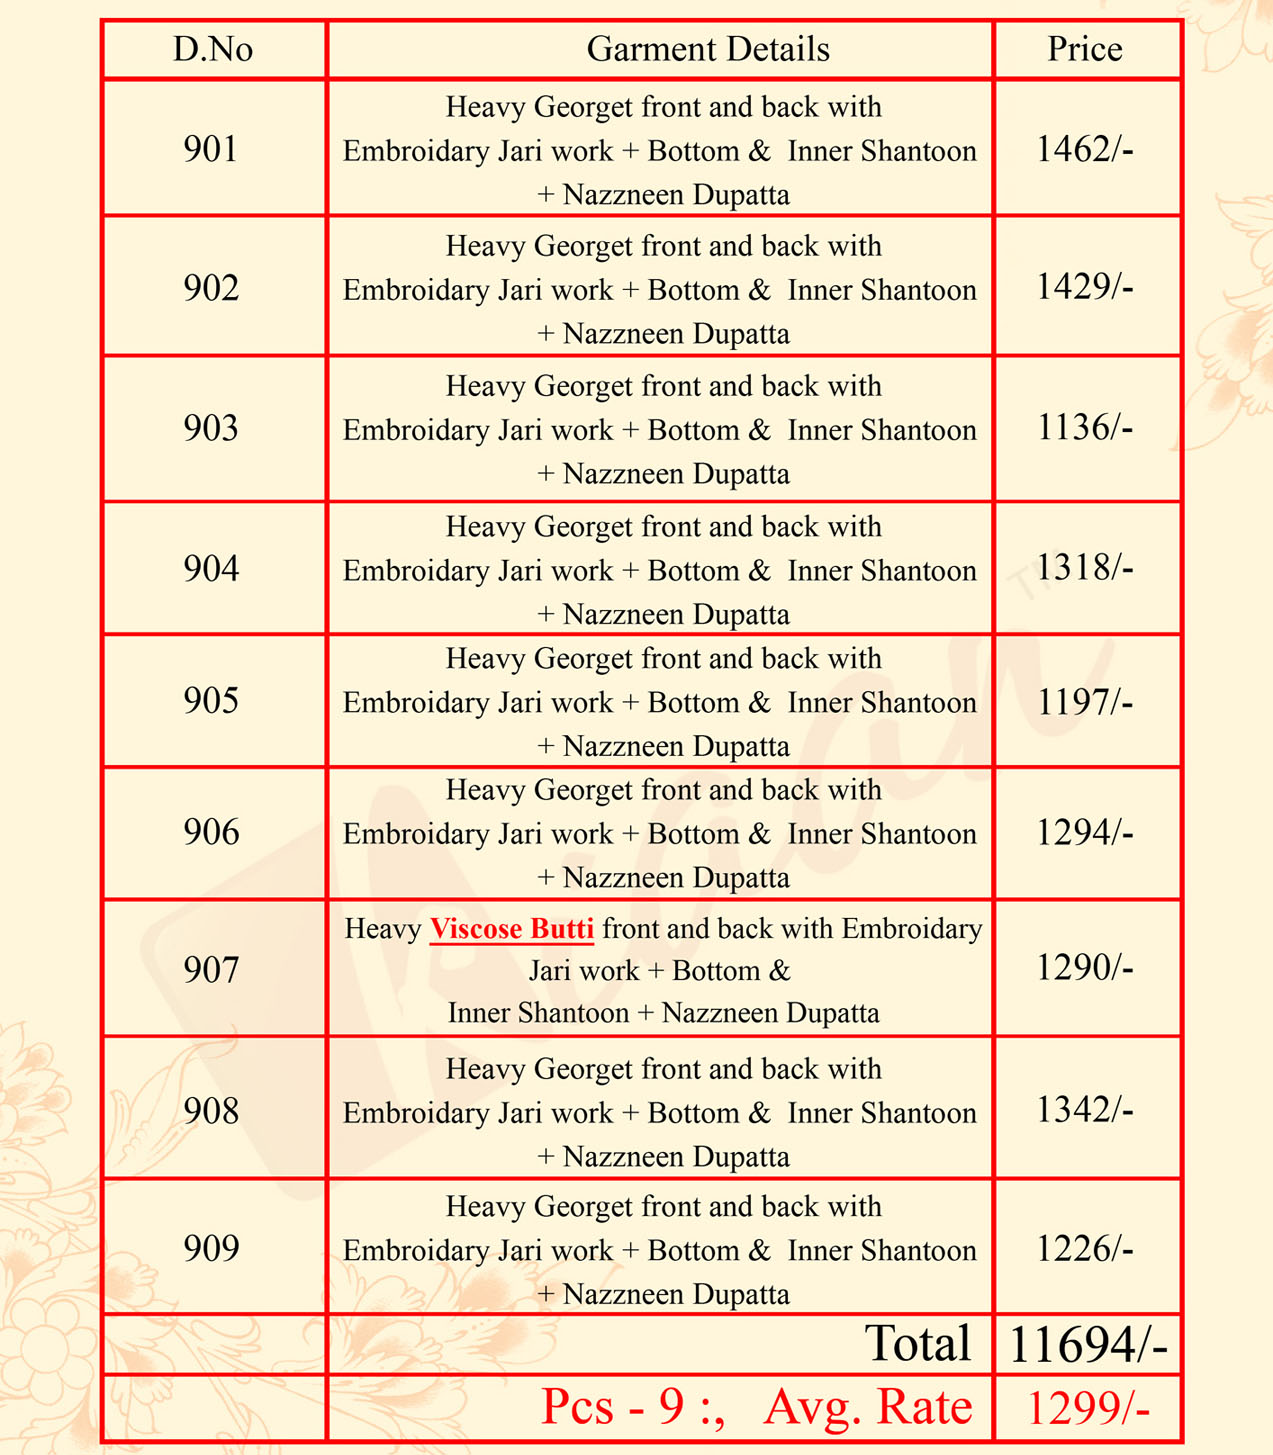 D.No Garment Details Price
Heavy Georget front and back with
901 Embroidary Jari work + Bottom & Inner Shantoon 1462/-
+ Nazzneen Dupatta
Heavy Georget front and back with
902 Embroidary Jari work + Bottom & Inner Shantoon 1429/-
+ Nazzneen Dupatta
Heavy Georget front and back with
903 Embroidary Jari work + Bottom & Inner Shantoon 1136/-
+ Nazzneen Dupatta
Heavy Georget front and back with
904 Embroidary Jari work + Bottom & Inner Shantoon 1318/-
+ Nazzneen Dupatta
Heavy Georget front and back with
905 Embroidary Jari work + Bottom & Inner Shantoon 1197/-
+ Nazzneen Dupatta
Heavy Georget front and back with
906 Embroidary Jari work + Bottom & Inner Shantoon 1294/-
+ Nazzneen Dupatta
Heavy Viscose Butti front and back with Embroidary
907 Jari work + Bottom & 1290/-
Inner Shantoon + Nazzneen Dupatta
Heavy Georget front and back with
908 Embroidary Jari work + Bottom & Inner Shantoon 1342/-
+ Nazzneen Dupatta
Heavy Georget front and back with
909 Embroidary Jari work + Bottom & Inner Shantoon 1226/-
+ Nazzneen Dupatta
Total 11694/-
Pcs - 9 :, Avg. Rate 1299/-
TM